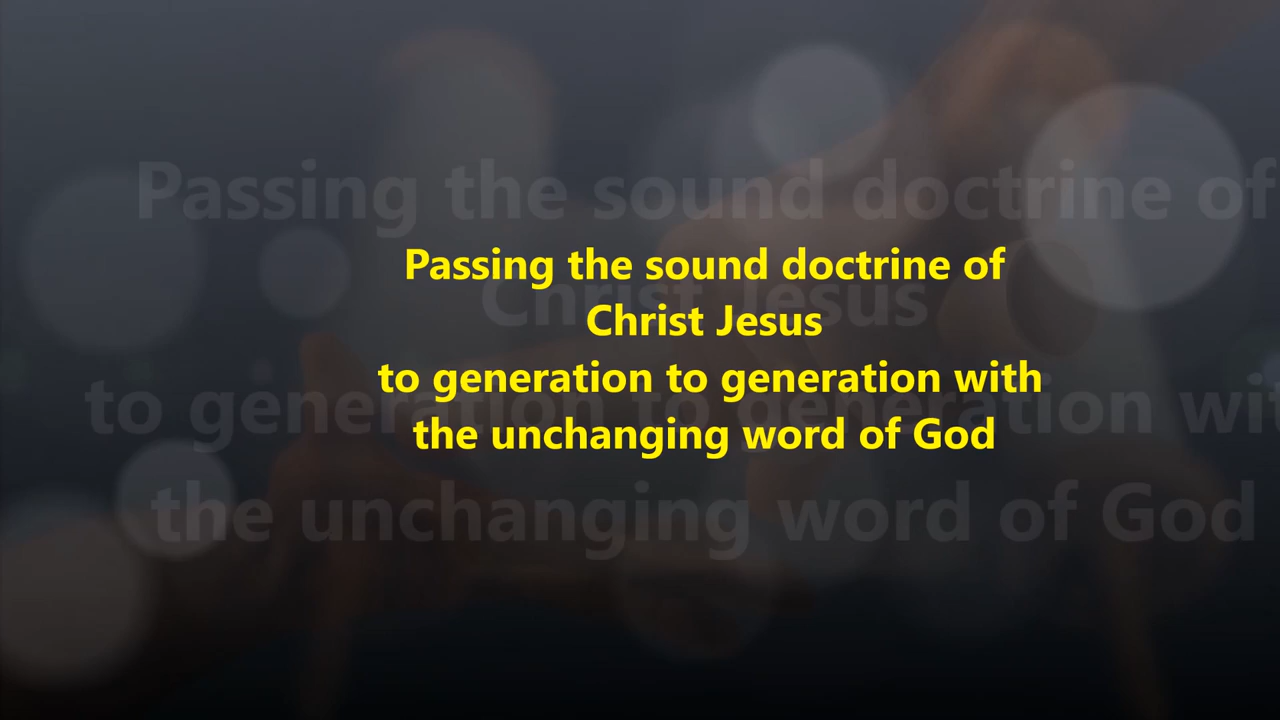 Passing the sound doctrine of
Christ Jesus
to generation to generation with
the unchanging word of God